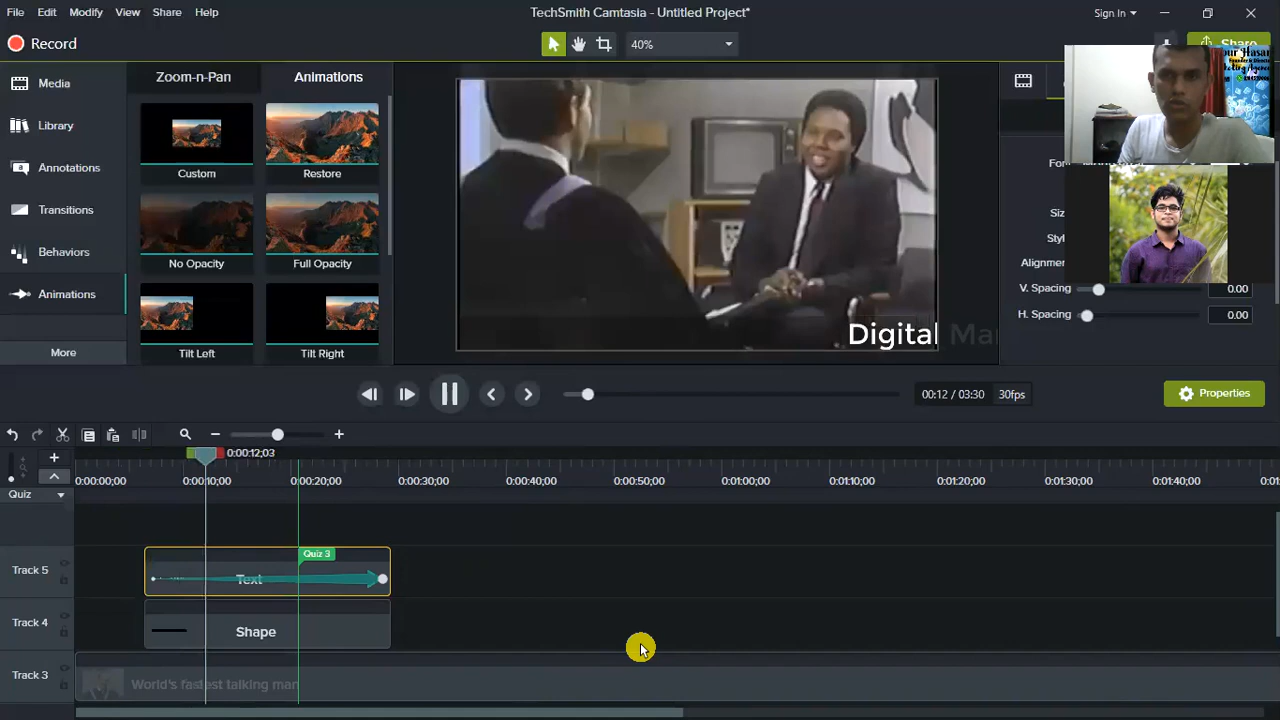 File Edit Modify View Share Help
TechSmith Camtasia - Untitled Project*
Sign In
Record
40%
Share
Media
Library
Annotations
Transitions
Behaviors
Animations
More
Zoom-n-Pan Animations
Custom Restore
No Opacity Full Opacity
Tilt Left Tilt Right
Digital
V. Spacing 0.00
H. Spacing 0.00
Alignment
00:12 / 03:30 30fps
Properties
0:00:12;03
0:00:00;00 0:00:10;00 0:00:20;00 0:00:30;00 0:00:40;00 0:00:50;00 0:01:00;00 0:01:10;00 0:01:20;00 0:01:30;00 0:01:40;00
Quiz
Quiz 3
Track 5 Text
Track 4 Shape
Track 3 World's fastest talking man